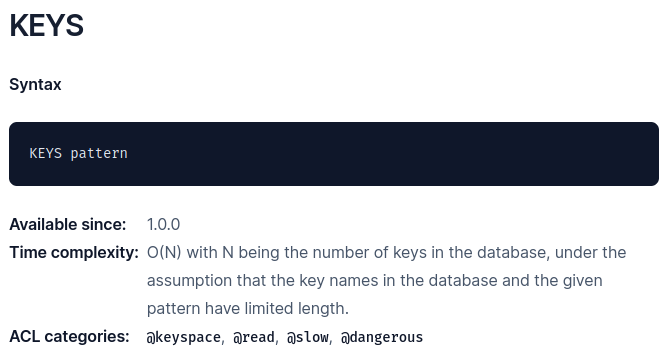 KEYS
Syntax
KEYS pattern
Available since: 1.0.0
Time complexity: O(N) with N being the number of keys in the database, under the
assumption that the key names in the database and the given
pattern have limited length.
ACL categories: @keyspace, @read, @slow, @dangerous